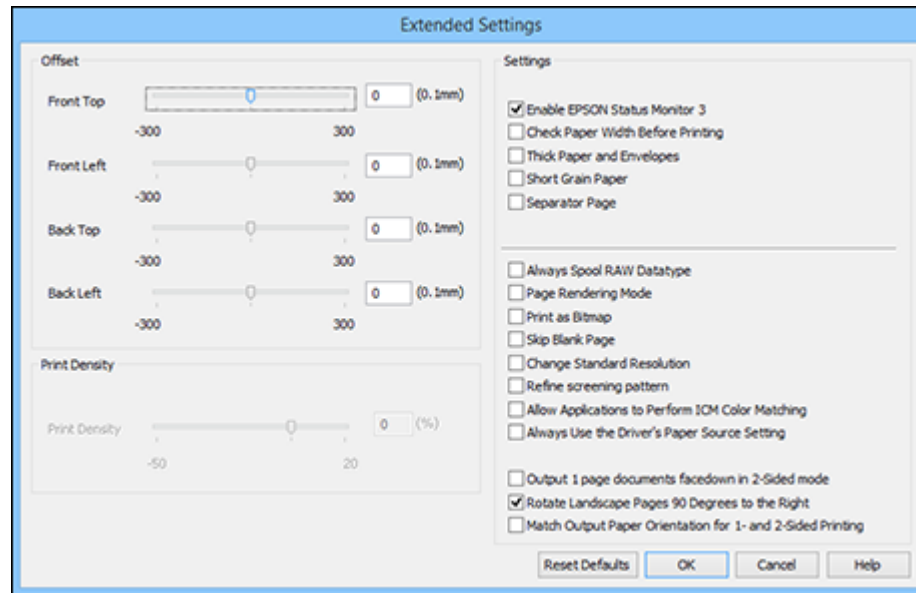 Extended Settings
Offset
Front Top 0 (0.1mm)
-300 300
Front Left 0 (0.1mm)
-300 300
Back Top 0 (0.1mm)
-300 300
Back Left 0 (0.1mm)
-300 300
Print Density
Print Density 0 (%)
-50 20
Settings
Enable EPSON Status Monitor 3
Check Paper Width Before Printing
Thick Paper and Envelopes
Short Grain Paper
Separator Page
Always Spool RAW Datatype
Page Rendering Mode
Print as Bitmap
Skip Blank Page
Change Standard Resolution
Refine screening pattern
Allow Applications to Perform ICM Color Matching
Always Use the Driver's Paper Source Setting
Output 1 page documents facedown in 2-Sided mode
Rotate Landscape Pages 90 Degrees to the Right
Match Output Paper Orientation for 1- and 2-Sided Printing
Reset Defaults OK Cancel Help